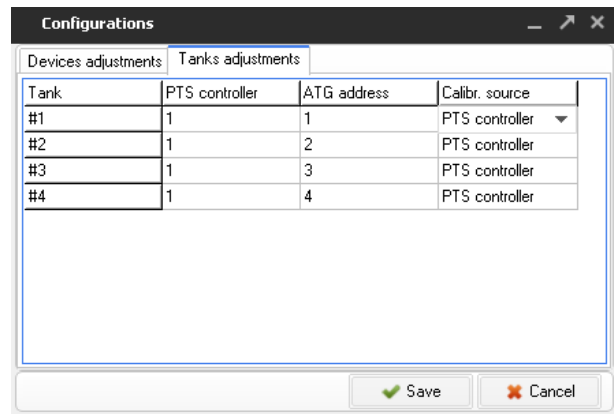 Configurations
Devices adjustments Tanks adjustments
Tank PTS controller ATG address Calibr. source
#1 1 1 PTS controller
#2 1 2 PTS controller
#3 1 3 PTS controller
#4 1 4 PTS controller
Save Cancel